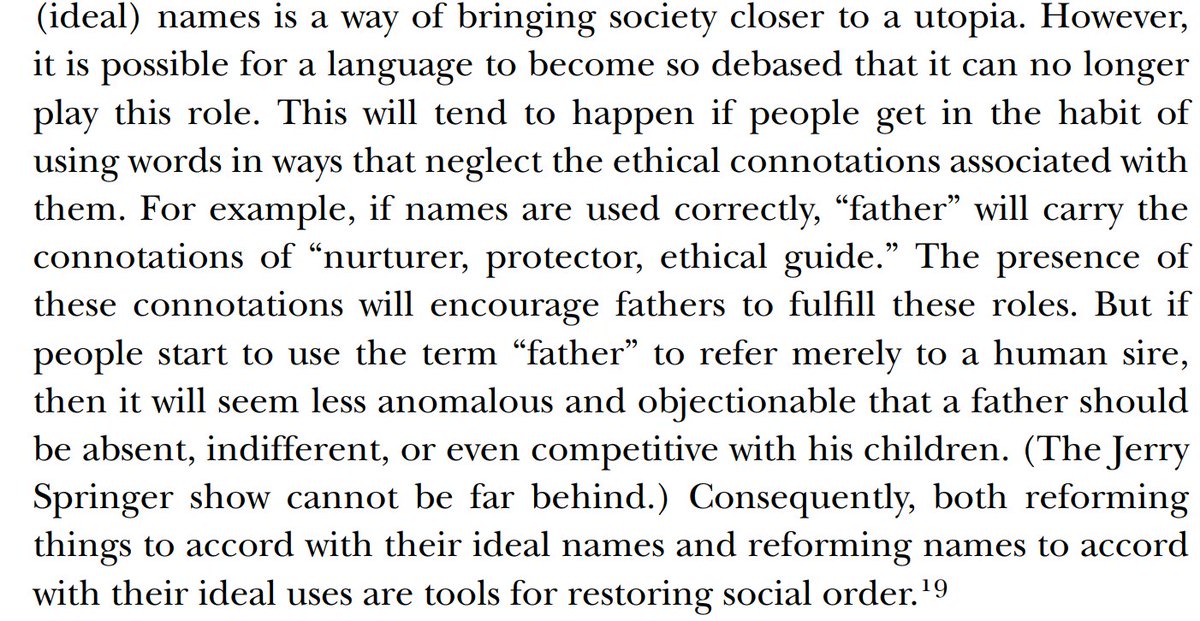 (ideal) names is a way of bringing society closer to a utopia. However,
it is possible for a language to become so debased that it can no longer
play this role. This will tend to happen if people get in the habit of
using words in ways that neglect the ethical connotations associated with
them. For example, if names are used correctly, “father” will carry the
connotations of “nurturer, protector, ethical guide.” The presence of
these connotations will encourage fathers to fulfill these roles. But if
people start to use the term “father” to refer merely to a human sire,
then it will seem less anomalous and objectionable that a father should
be absent, indifferent, or even competitive with his children. (The Jerry
Springer show cannot be far behind.) Consequently, both reforming
things to accord with their ideal names and reforming names to accord
with their ideal uses are tools for restoring social order.¹⁹